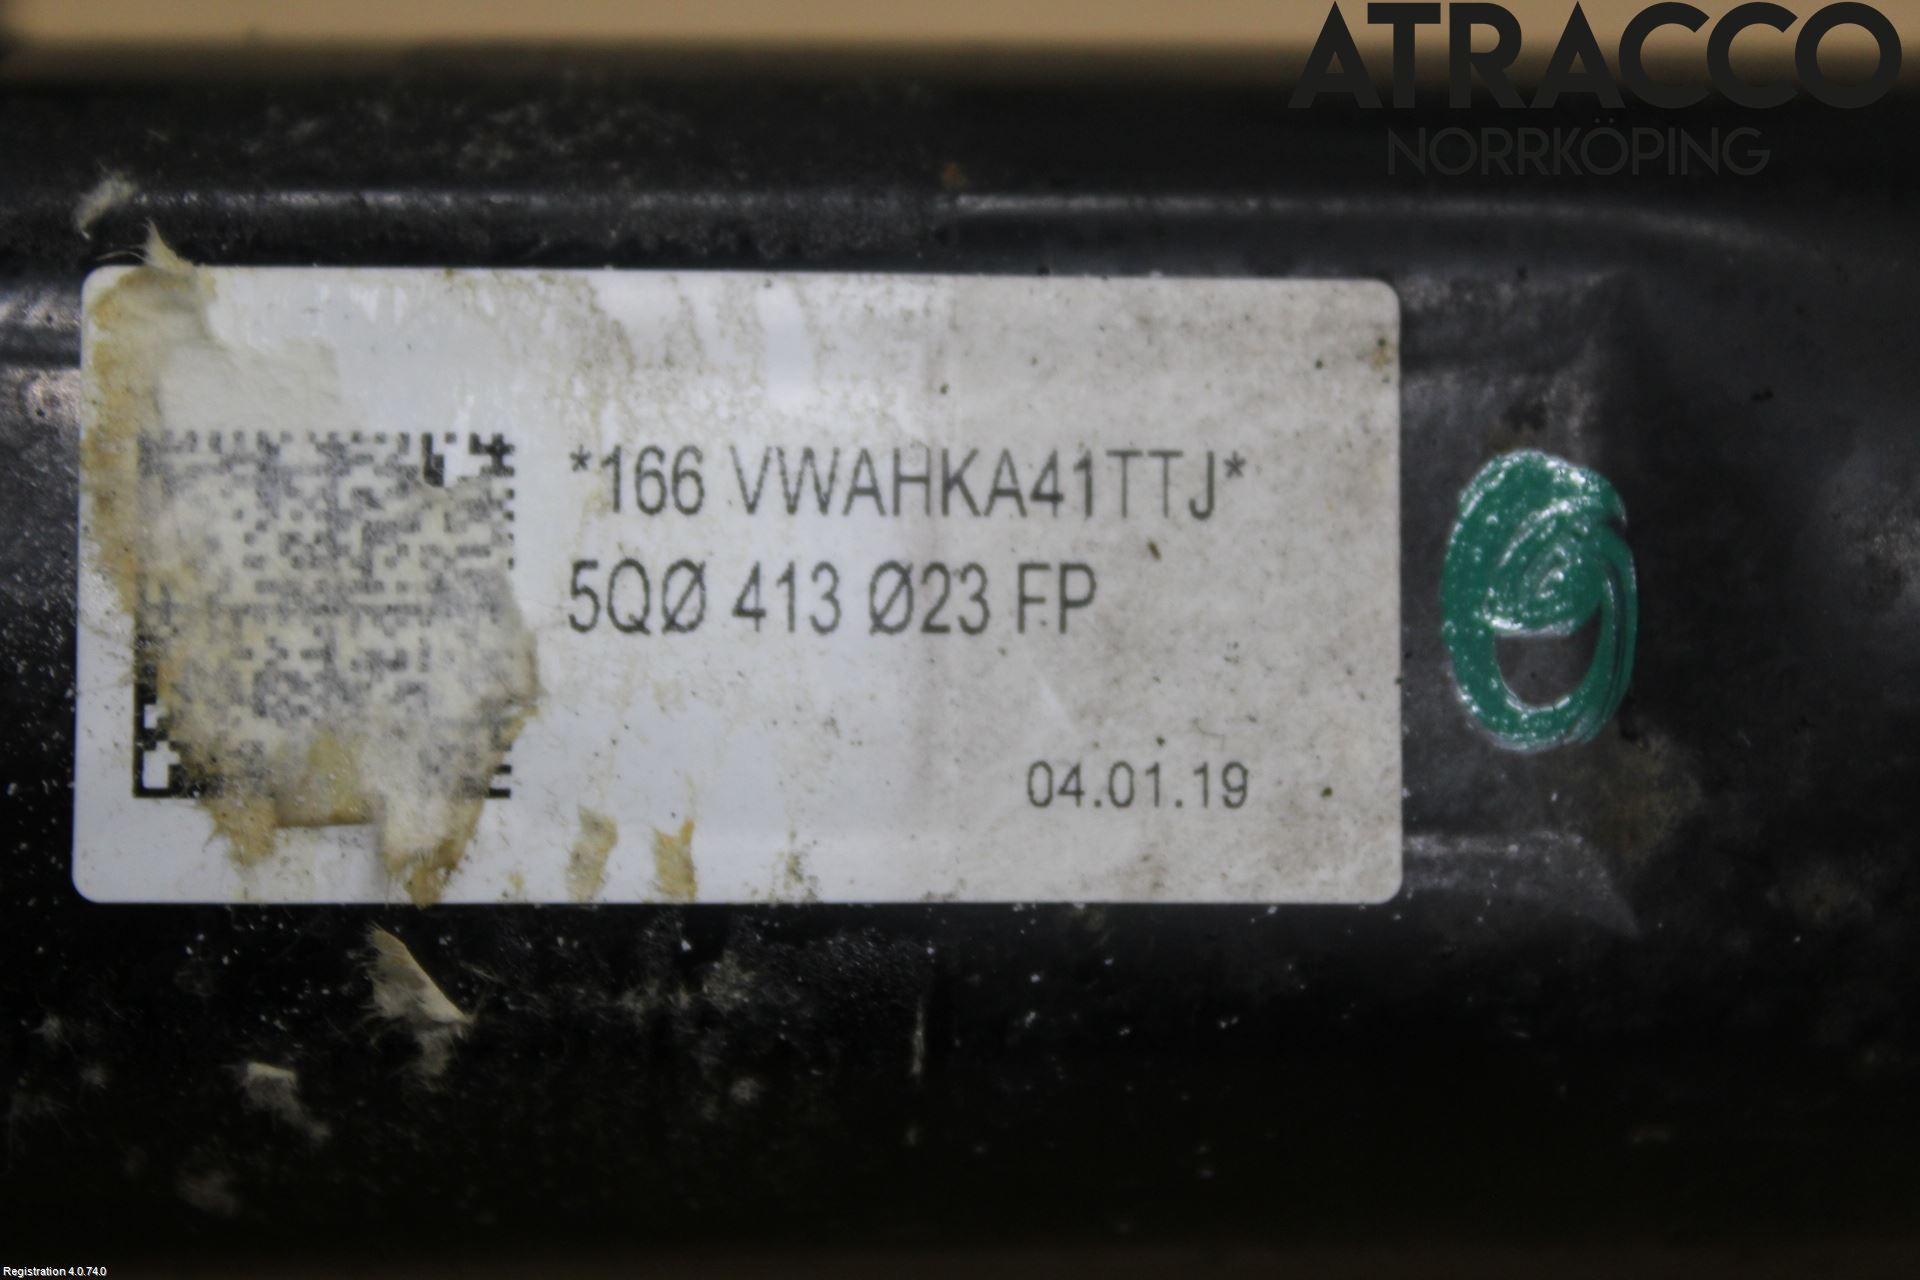 ATRACCO
NORRKÖPING
*166 VWAHKA41TTJ*
5QØ 413 Ø23 FP
04.01.19
Registration 4.0.74.0